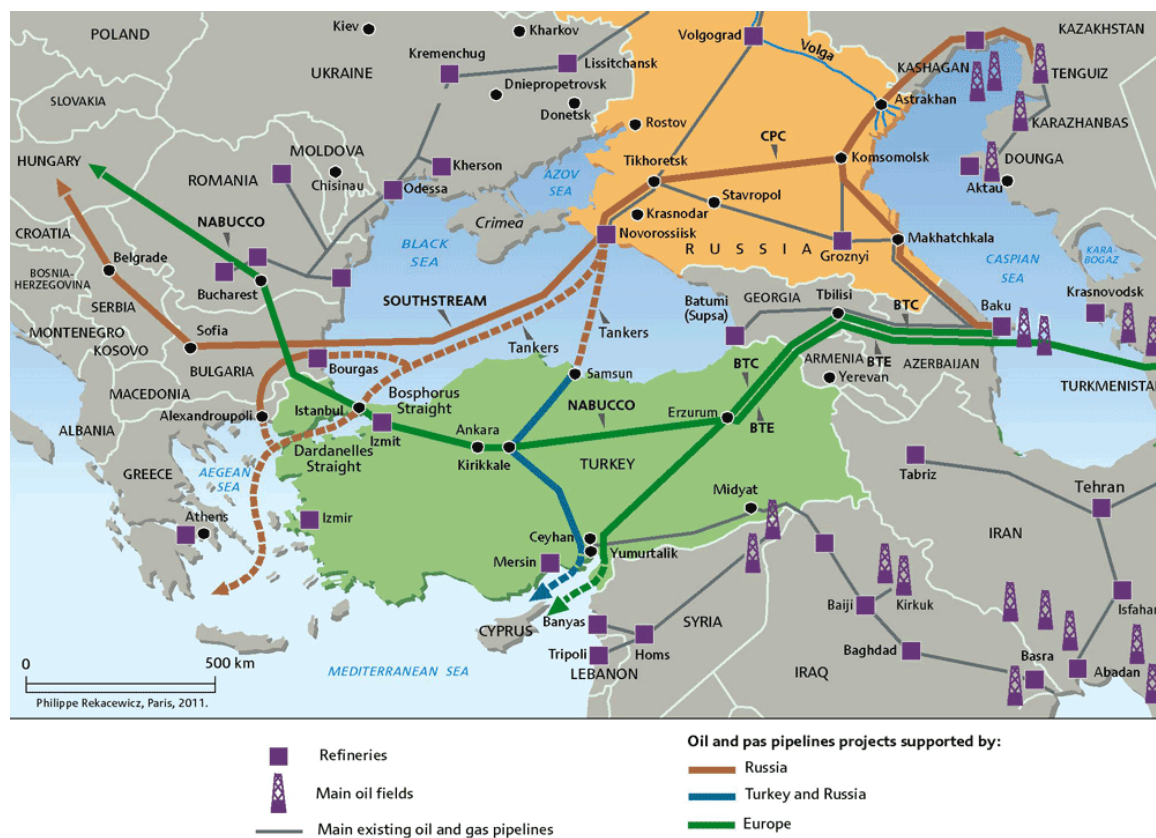 POLAND
Kiev
Kharkov
Volgograd
Volga
KAZAKHSTAN
Kremenchug
Lissitchansk
UKRAINE
KASHAGAN
TENGUIZ
SLOVAKIA
Dniepropetrovsk
Donetsk
Astrakhan
Rostov
KARAZHANBAS
CPC
HUNGARY
MOLDOVA
Tikhoretsk
Komsomolsk
DOUNGA
ROMANIA
Chisinau
Kherson
AZOV
SEA
Aktau
Odessa
Stavropol
NABUCCO
Crimea
Krasnodar
CROATIA
Novorossiisk
RUSSIA
Makhatchkala
BLACK
SEA
Groznyi
KARA-
BOGAZ
Belgrade
CASPIAN
SEA
BOSNIA-
HERZEGOVINA
Bucharest
SERBIA
SOUTHSTREAM
Batumi
(Supsa)
GEORGIA
Tbilisi
BTC
Baku
Krasnovodsk
MONTENEGRO
Sofia
KOSOVO
Tankers
Tankers
BULGARIA
Bourgas
BTC
ARMENIA
BTE
AZERBAIJAN
Samsun
Yerevan
TURKMENISTAN
MACEDONIA
Bosphorus
Straight
NABUCCO
Alexandroupoli
Istanbul
Erzurum
BTE
ALBANIA
Izmit
Ankara
Kirikkale
Dardanelles
Straight
TURKEY
GREECE
AEGEAN
SEA
Tabriz
Tehran
Midyat
Athens
Izmir
IRAN
Ceyhan
Yumurtalik
Mersin
Baiji
Kirkuk
Isfahan
CYPRUS
Banyas
SYRIA
Tripoli
Homs
Baghdad
Basra
Abadan
LEBANON
IRAQ
MEDITERRANEAN SEA
0
500 km
Philippe Rekacewicz, Paris, 2011.
Refineries
Main oil fields
Main existing oil and gas pipelines
Oil and pas pipelines projects supported by:
Russia
Turkey and Russia
Europe